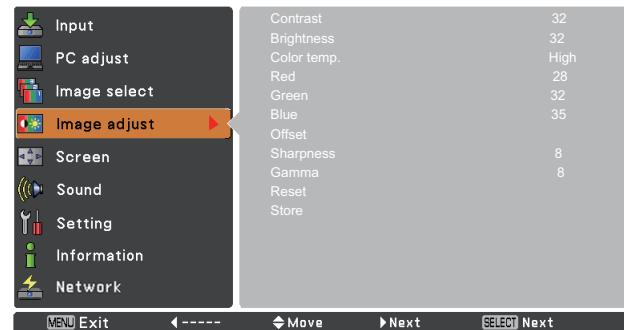 Input
PC adjust
Image select
Image adjust
Screen
Sound
Setting
Information
Network
Contrast 32
Brightness 32
Color temp. High
Red 28
Green 32
Blue 35
Offset
Sharpness 8
Gamma 8
Reset
Store
MENU Exit ----- Move Next SELECT Next